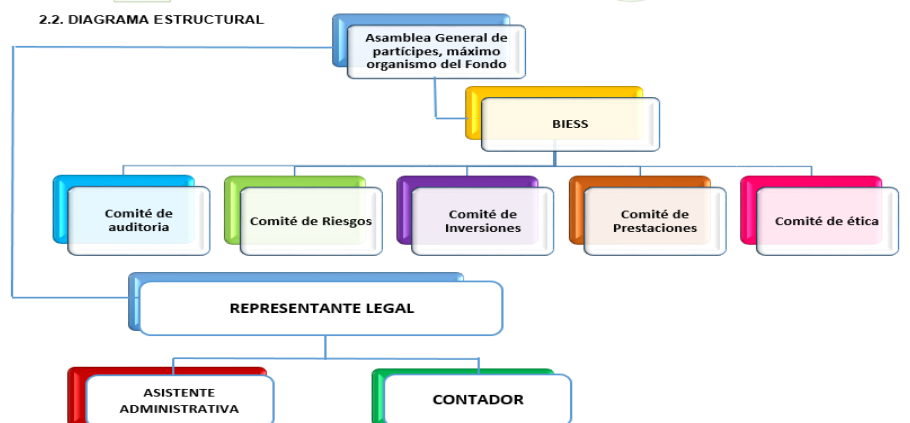 2.2. DIAGRAMA ESTRUCTURAL
Asamblea General de
partícipes, máximo
organismo del Fondo
BIESS
Comité de
auditoria
Comité de Riesgos
Comité de
Inversiones
Comité de
Prestaciones
Comité de ética
REPRESENTANTE LEGAL
ASISTENTE
ADMINISTRATIVA
CONTADOR